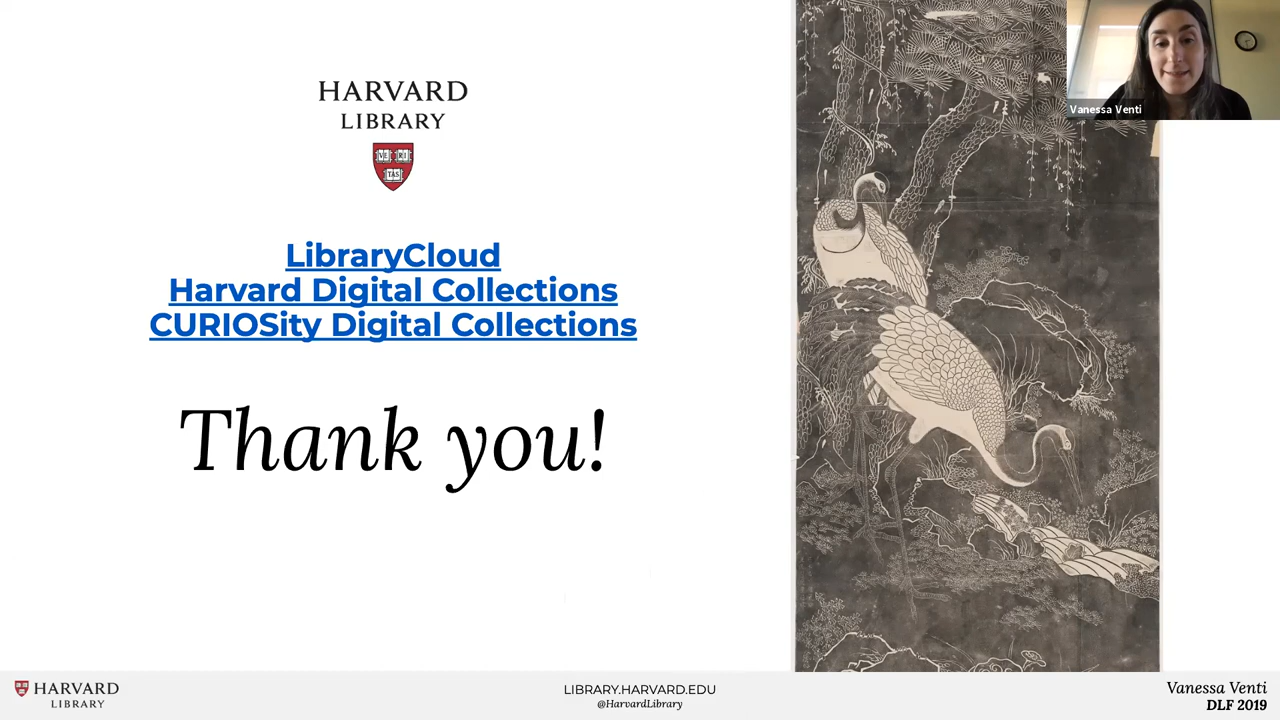 HARVARD
LIBRARY
VE RI
TAS
LibraryCloud
Harvard Digital Collections
CURIOSity Digital Collections
Thank you!
Vanessa Venti
HARVARD
LIBRARY
LIBRARY.HARVARD.EDU
@HarvardLibrary
Vanessa Venti
DLF 2019